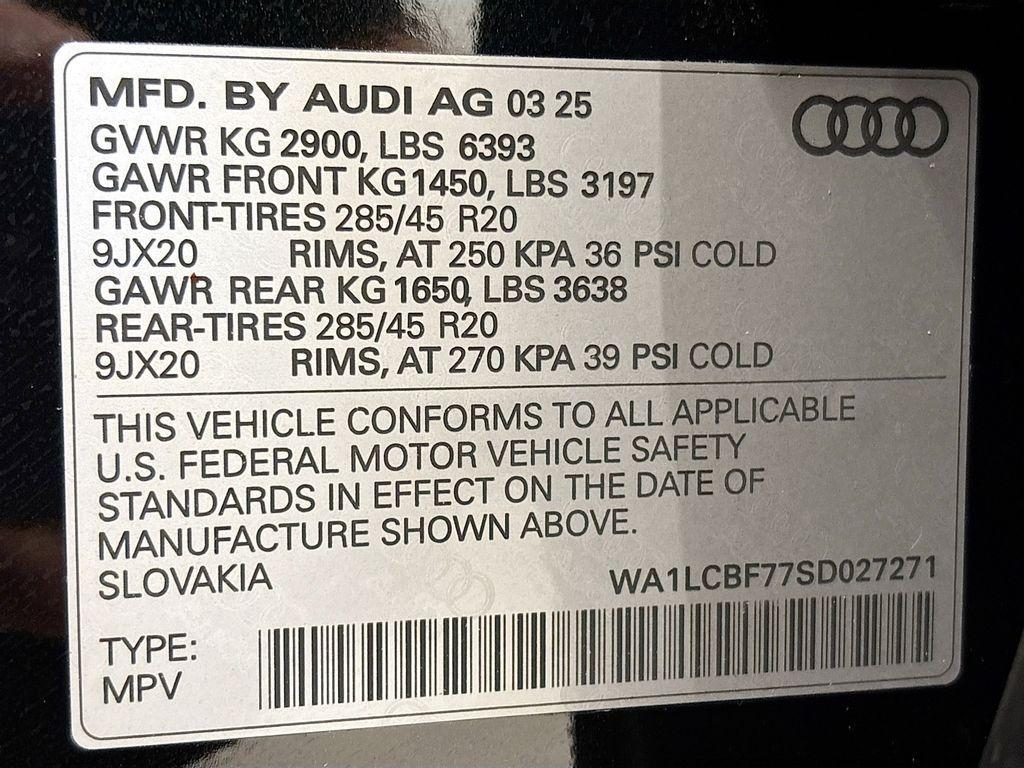 MFD. BY AUDI AG 03 25
GVWR KG 2900, LBS 6393
GAWR FRONT KG1450, LBS 3197
FRONT-TIRES 285/45 R20
9JX20 RIMS, AT 250 KPA 36 PSI COLD
GAWR REAR KG 1650, LBS 3638
REAR-TIRES 285/45 R20
9JX20 RIMS, AT 270 KPA 39 PSI COLD
THIS VEHICLE CONFORMS TO ALL APPLICABLE
U.S. FEDERAL MOTOR VEHICLE SAFETY
STANDARDS IN EFFECT ON THE DATE OF
MANUFACTURE SHOWN ABOVE.
SLOVAKIA
WA1LCBF77SD027271
TYPE:
MPV